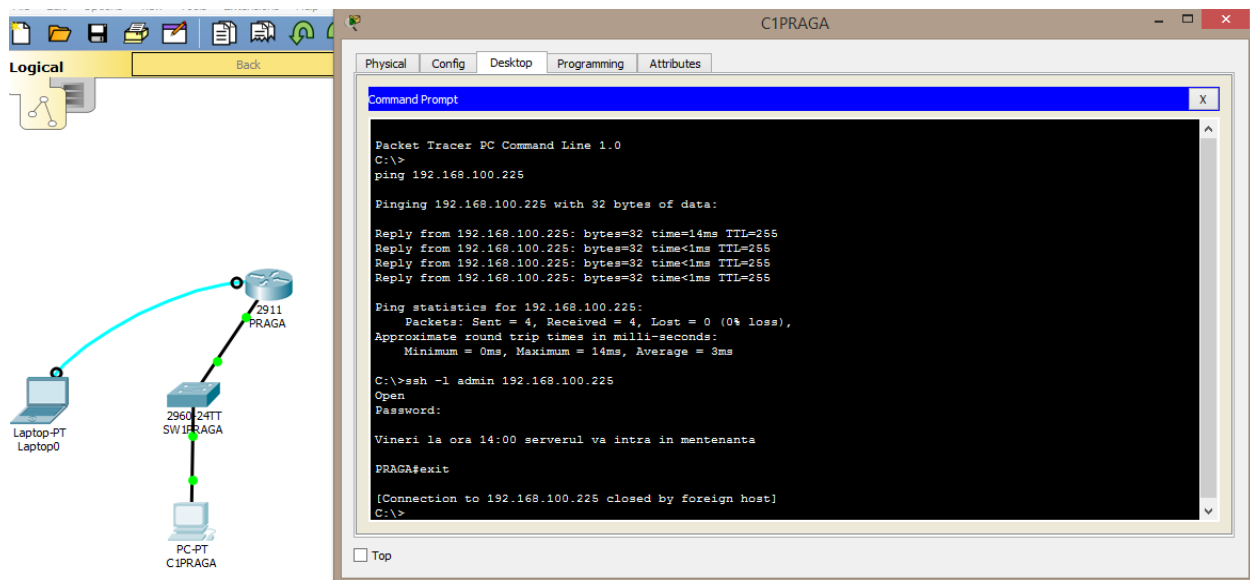 C1PRAGA
Logical
Back
Physical
Config
Desktop
Programming
Attributes
Command Prompt
X
Packet Tracer PC Command Line 1.0
C:\>
ping 192.168.100.225
Pinging 192.168.100.225 with 32 bytes of data:
Reply from 192.168.100.225: bytes=32 time=14ms TTL=255
Reply from 192.168.100.225: bytes=32 time<1ms TTL=255
Reply from 192.168.100.225: bytes=32 time<1ms TTL=255
Reply from 192.168.100.225: bytes=32 time<1ms TTL=255
Ping statistics for 192.168.100.225:
Packets: Sent = 4, Received = 4, Lost = 0 (0% loss),
Approximate round trip times in milli-seconds:
Minimum = 0ms, Maximum = 14ms, Average = 3ms
C:\>ssh -l admin 192.168.100.225
Open
Password:
Vineri la ora 14:00 serverul va intra in mentenanta
PRAGA#exit
[Connection to 192.168.100.225 closed by foreign host]
C:\>
Top
2911
PRAGA
2960-24TT
SW1PRAGA
Laptop-PT
Laptop0
PC-PT
C1PRAGA